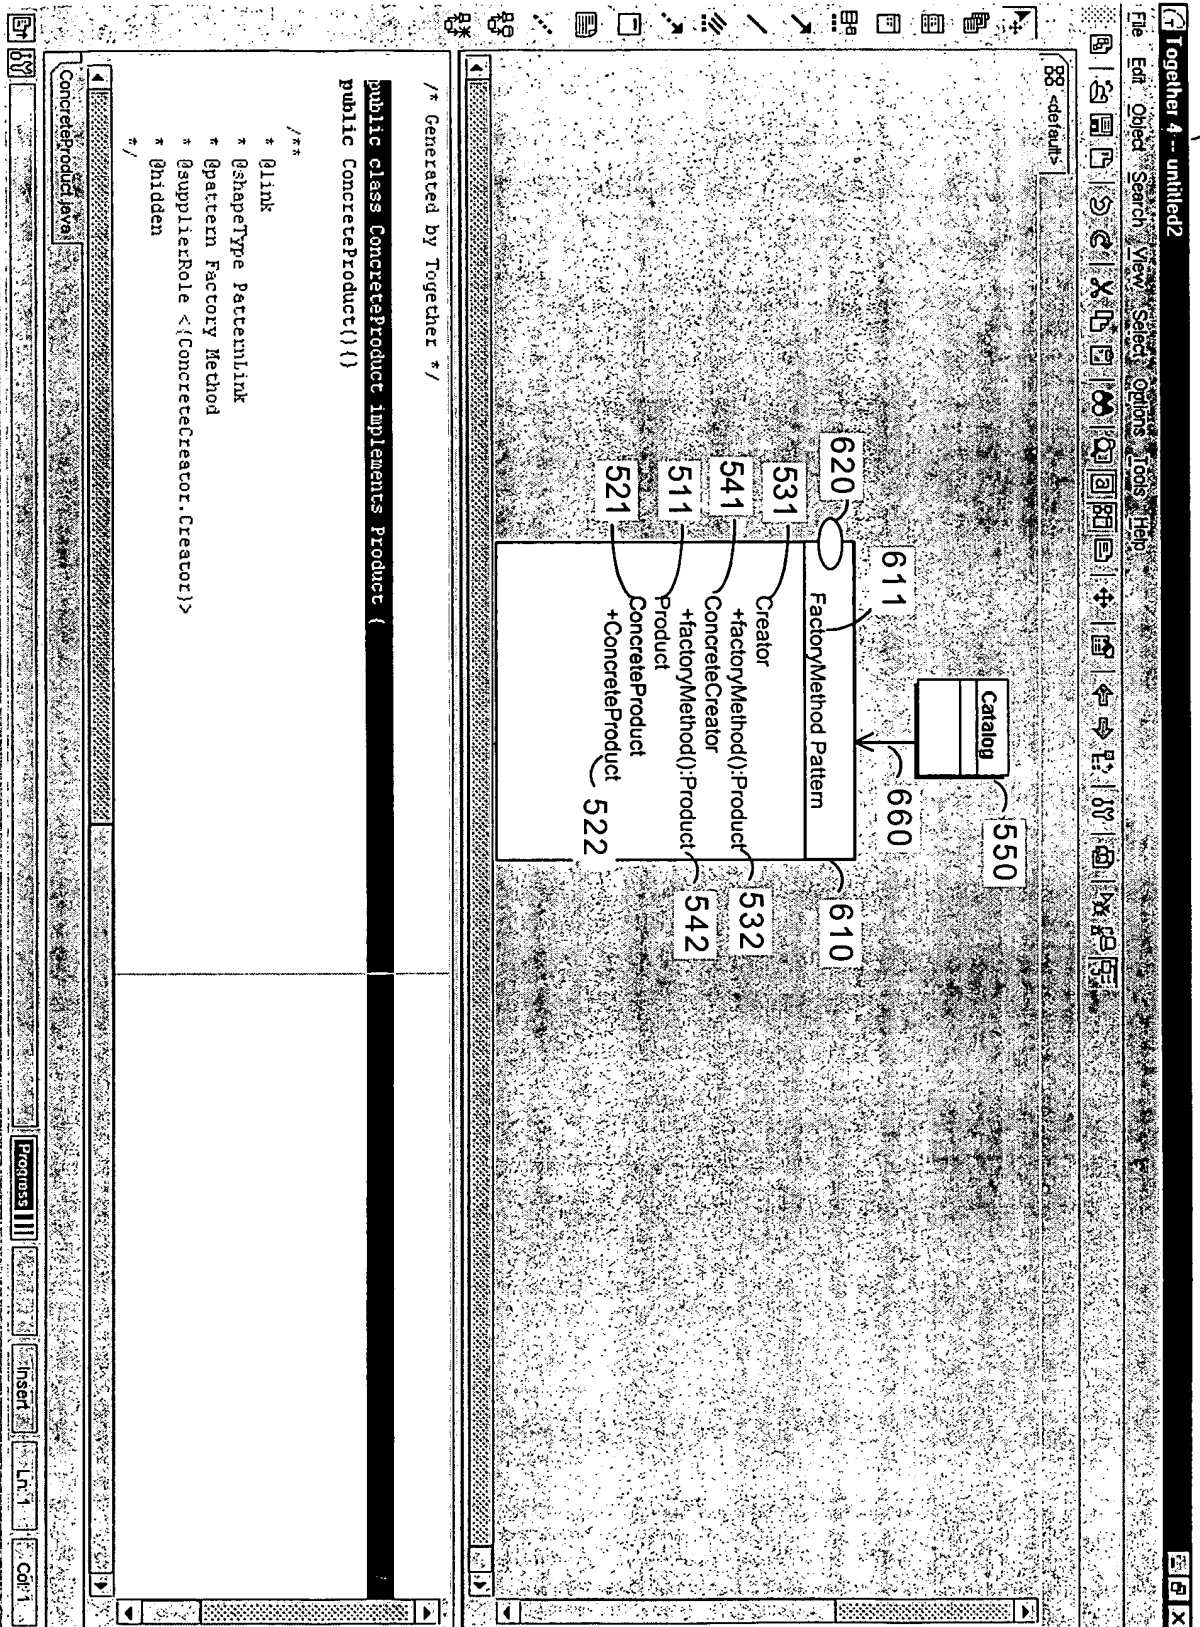 Together 4 -- untitled2
File Edit Object Search View Select Options Tools Help
<default>
Catalog
550
660
611
620
FactoryMethod Pattern
610
531
Creator
+factoryMethod():Product
532
541
ConcreteCreator
+factoryMethod():Product
542
511
Product
521
ConcreteProduct
+ConcreteProduct
522
/* Generated by Together */
public class ConcreteProduct implements Product {
public ConcreteProduct(){}
/**
* @link
* @shapeType PatternLink
* @pattern Factory Method
* @supplierRole <{ConcreteCreator.Creator}>
* @hidden
*/
ConcreteProduct.java
Progress
Insert
Ln: 1
Col: 1